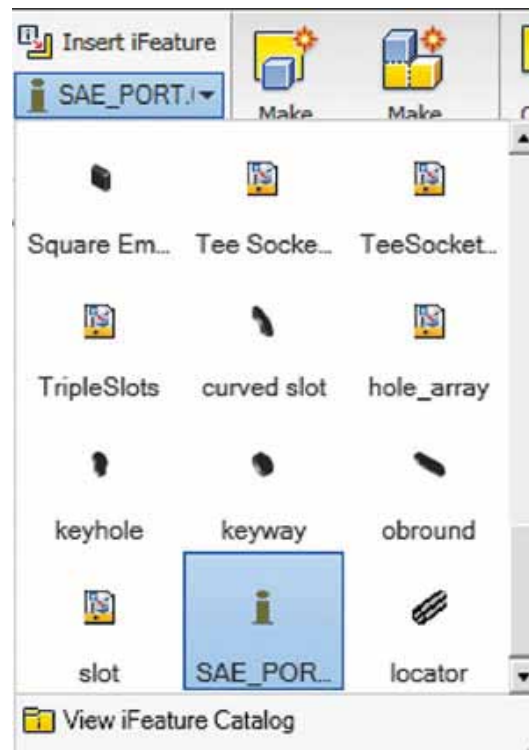 Insert iFeature
SAE_PORT.
Make Make
Square Em... Tee Socke... TeeSocket...
TripleSlots curved slot hole_array
keyhole keyway obround
slot SAE_POR... locator
View iFeature Catalog